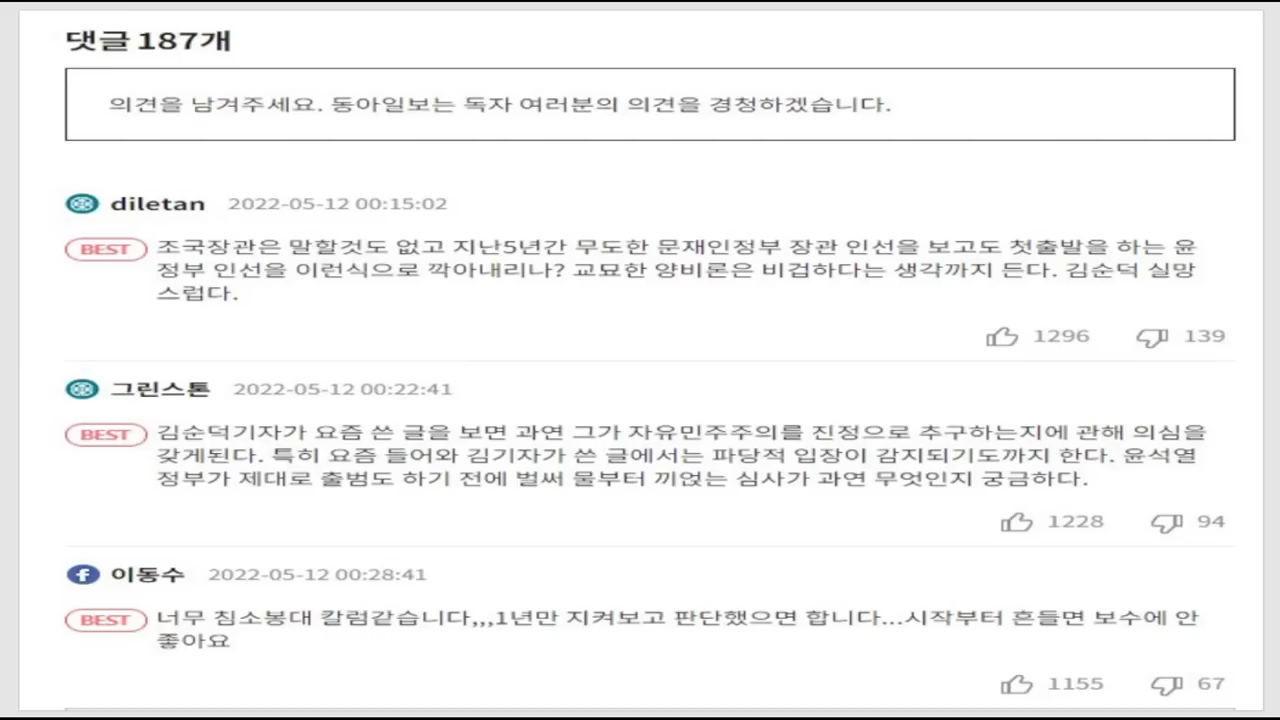 댓글 187개
의견을 남겨주세요. 동아일보는 독자 여러분의 의견을 경청하겠습니다.
diletan 2022-05-12 00:15:02
BEST 조국장관은 말할것도 없고 지난5년간 무도한 문재인정부 장관 인선을 보고도 첫출발을 하는 윤
정부 인선을 이런식으로 깍아내리나? 교묘한 양비론은 비겁하다는 생각까지 든다. 김순덕 실망
스럽다.
1296 139
그린스톤 2022-05-12 00:22:41
BEST 김순덕기자가 요즘 쓴 글을 보면 과연 그가 자유민주주의를 진정으로 추구하는지에 관해 의심을
갖게된다. 특히 요즘 들어와 김기자가 쓴 글에서는 파당적 입장이 감지되기도까지 한다. 윤석열
정부가 제대로 출범도 하기 전에 벌써 물부터 끼얹는 심사가 과연 무엇인지 궁금하다.
1228 94
이동수 2022-05-12 00:28:41
BEST 너무 침소봉대 칼럼같습니다,,,1년만 지켜보고 판단했으면 합니다...시작부터 흔들면 보수에 안
좋아요
1155 67